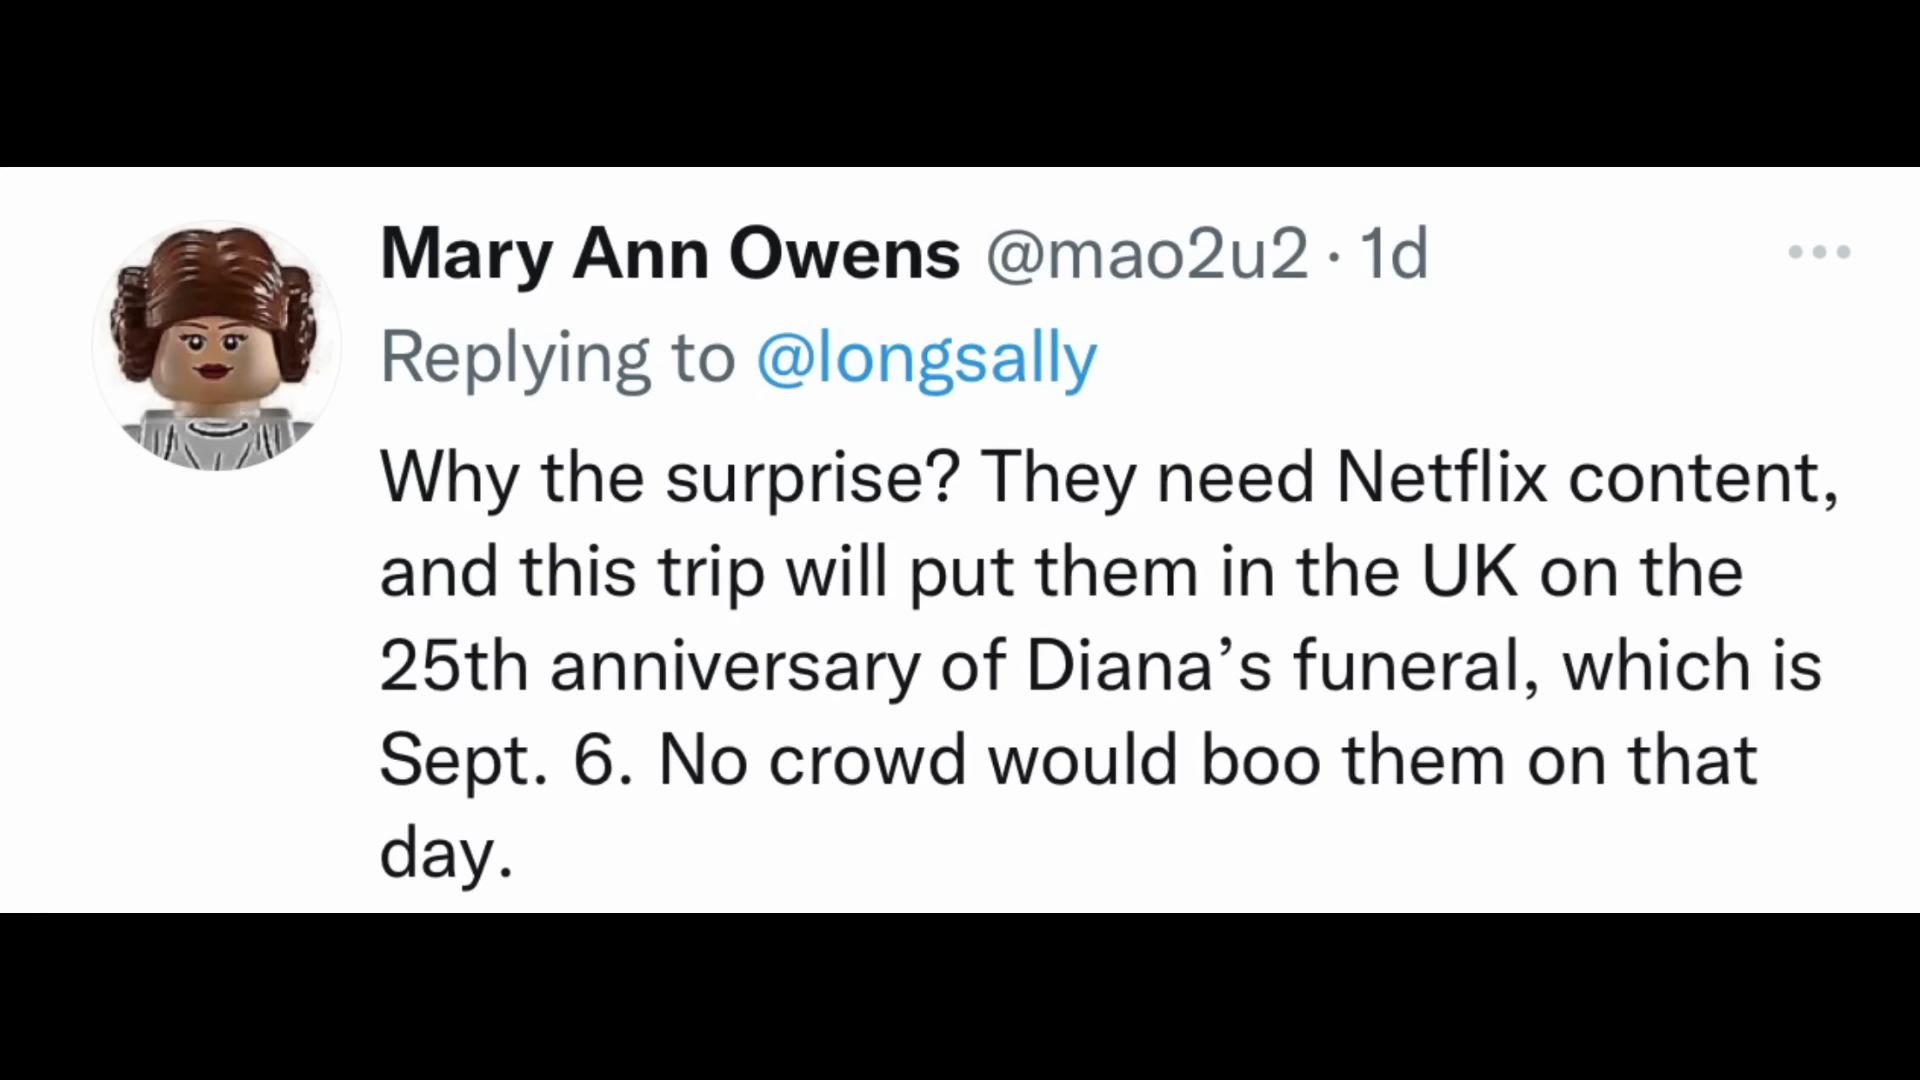 Mary Ann Owens @mao2u2 · 1d
Replying to @longsally
Why the surprise? They need Netflix content,
and this trip will put them in the UK on the
25th anniversary of Diana’s funeral, which is
Sept. 6. No crowd would boo them on that
day.